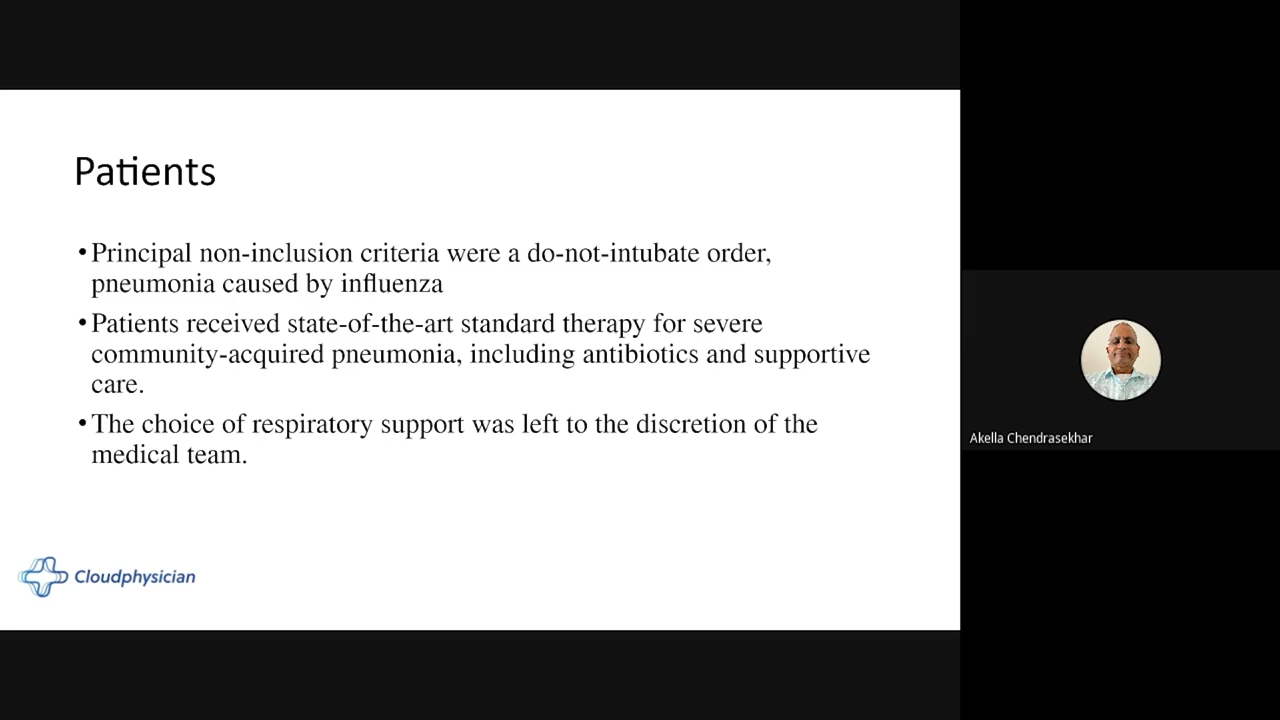 Patients
•Principal non-inclusion criteria were a do-not-intubate order,
pneumonia caused by influenza
•Patients received state-of-the-art standard therapy for severe
community-acquired pneumonia, including antibiotics and supportive
care.
•The choice of respiratory support was left to the discretion of the
medical team.
Cloudphysician
Akella Chendrasekhar